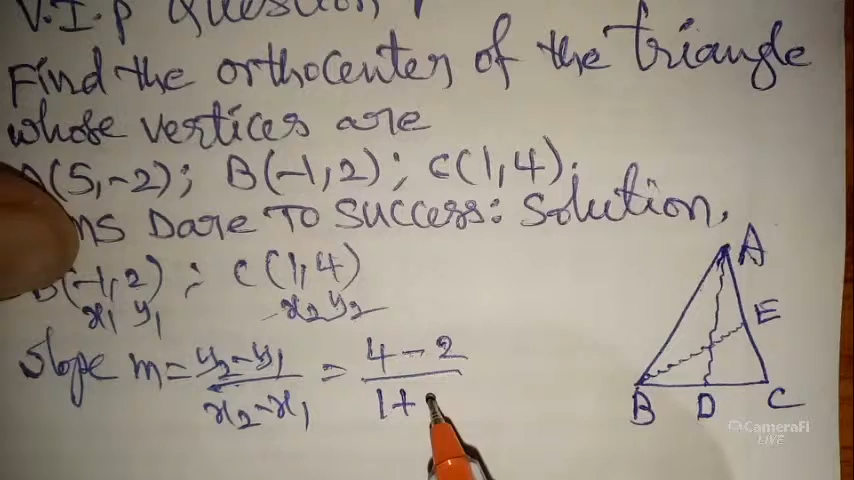 V.I.P Question
Find the orthocenter of the triangle
whose vertices are
(5,-2); B(-1,2); C(1,4).
Dare To Success: Solution.
(-1,2); C(1,4)
x₁ y₁ x₂ y₂
Slope m = y₂-y₁/x₂-x₁ = 4-2/1+
A
E
B D C
CameraFi
LIVE